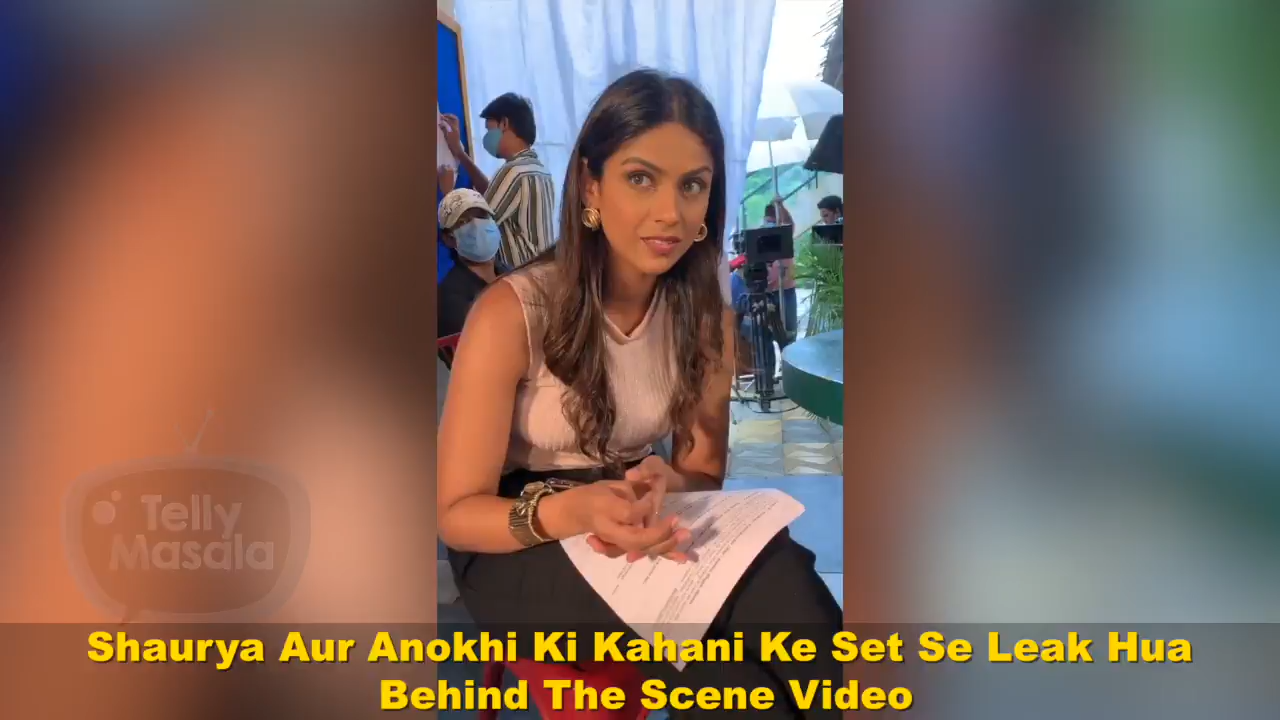 Telly
Masala
Shaurya Aur Anokhi Ki Kahani Ke Set Se Leak Hua
Behind The Scene Video